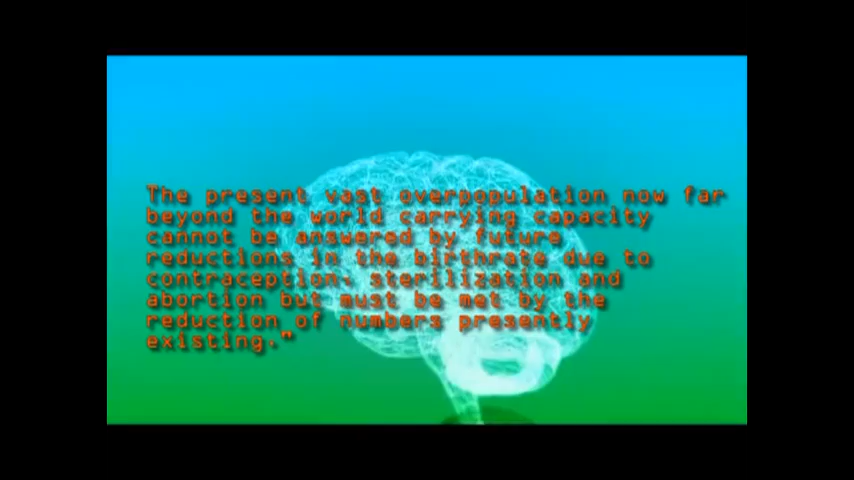 The present vast overpopulation now far
beyond the world carrying capacity
cannot be answered by future
reductions in the birthrate due to
contraception, sterilization and
abortion but must be met by the
reduction of numbers presently
existing."